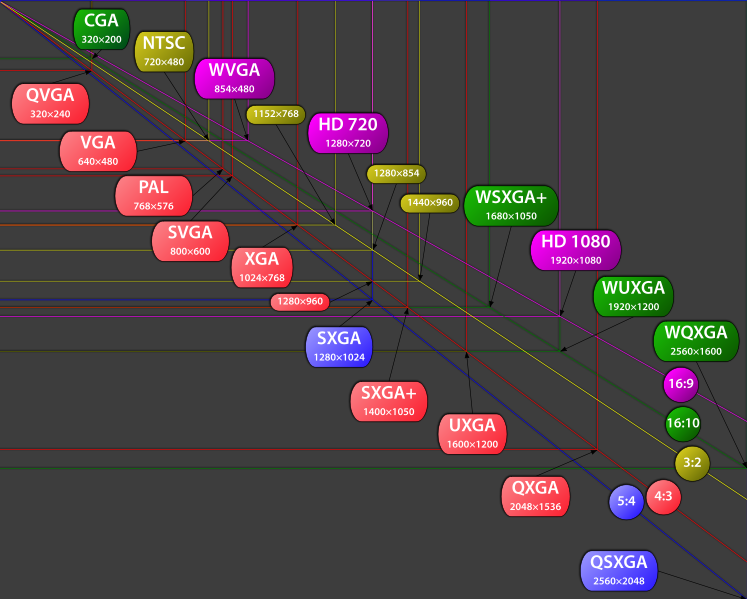 CGA
320×200
NTSC
720×480
WVGA
854×480
QVGA
320×240
1152×768
HD 720
1280×720
VGA
640×480
1280×854
PAL
768×576
1440×960
WSXGA+
1680×1050
SVGA
800×600
XGA
1024×768
HD 1080
1920×1080
1280×960
WUXGA
1920×1200
SXGA
1280×1024
WQXGA
2560×1600
16:9
SXGA+
1400×1050
16:10
UXGA
1600×1200
3:2
QXGA
2048×1536
5:4
4:3
QSXGA
2560×2048